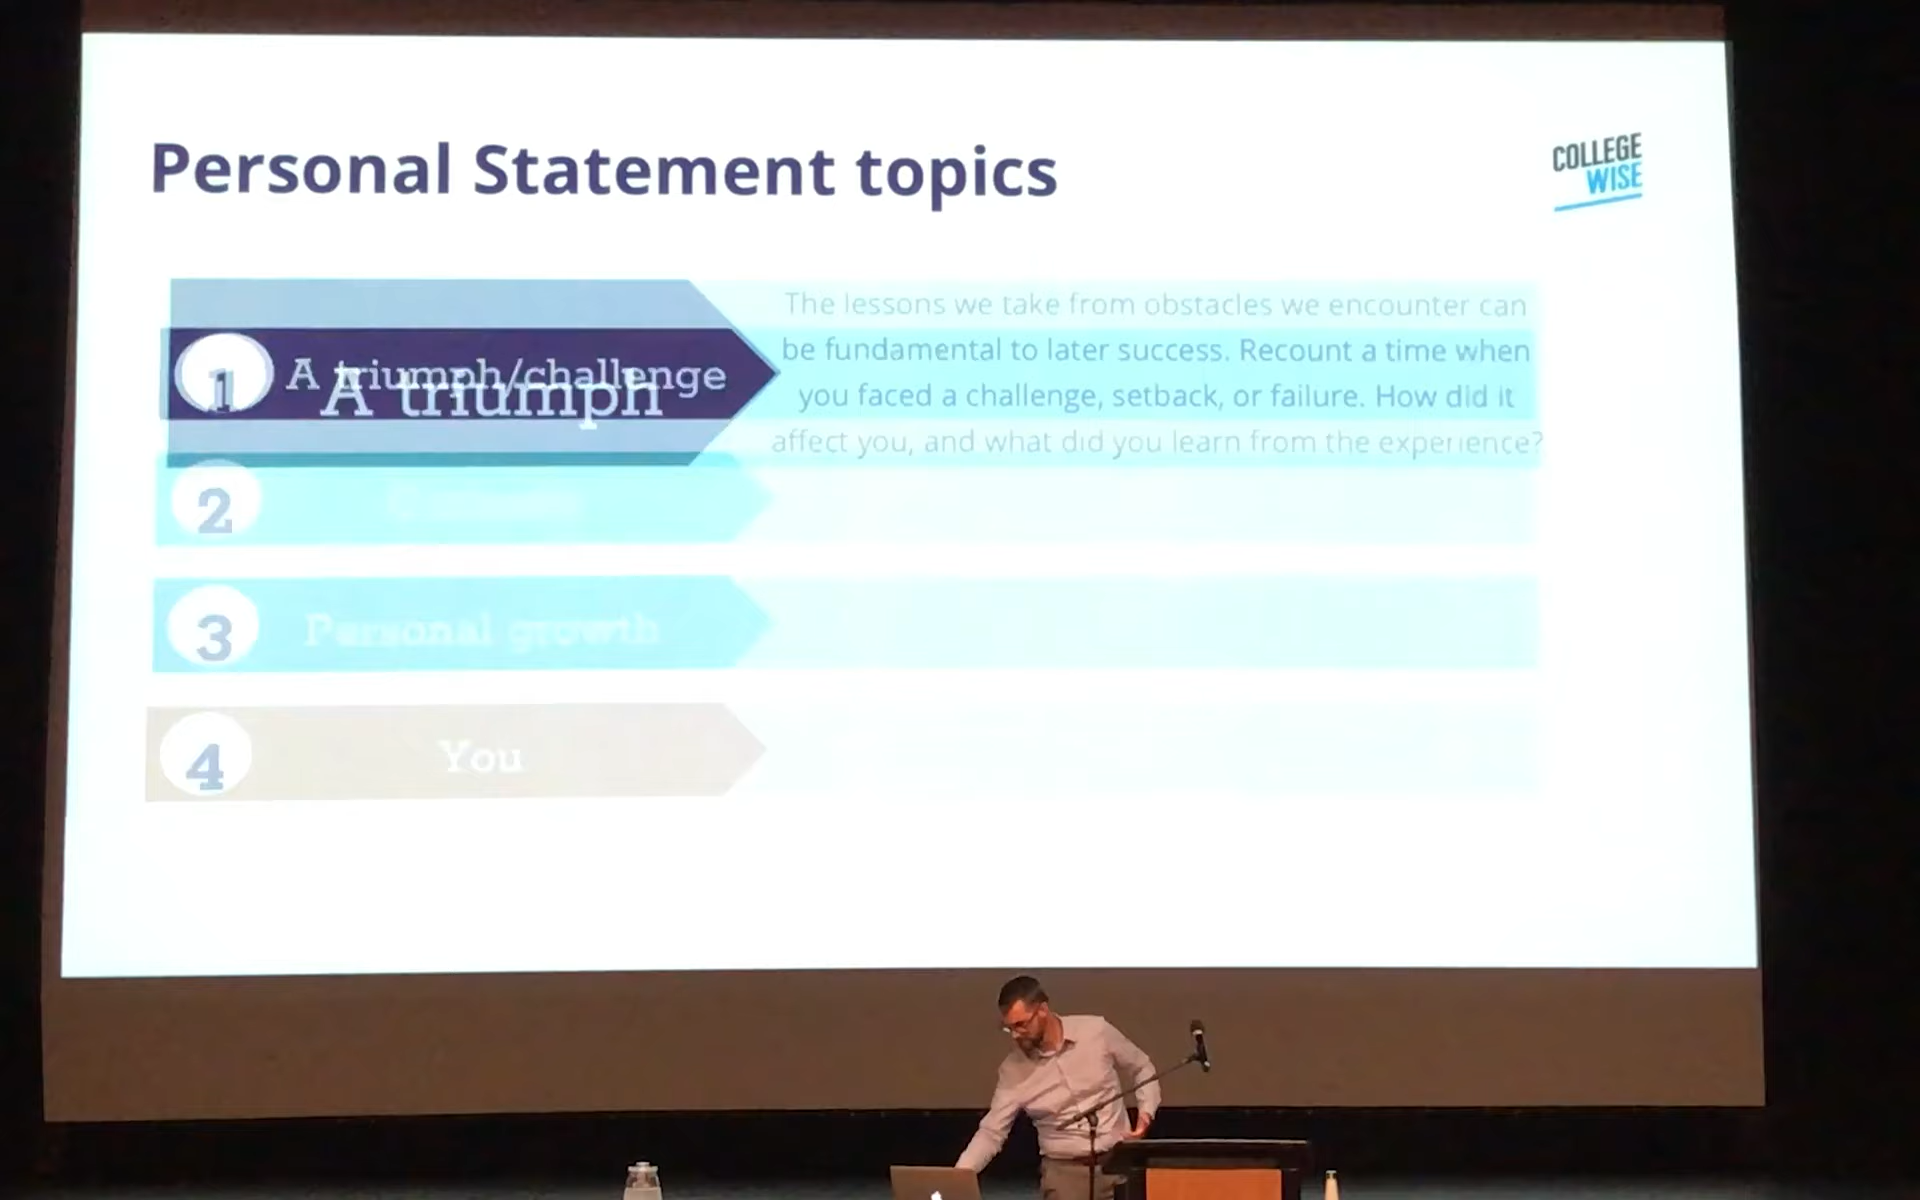 Personal Statement topics
COLLEGE
WISE
1
A triumph/challenge
A triumph
The lessons we take from obstacles we encounter can
be fundamental to later success. Recount a time when
you faced a challenge, setback, or failure. How did it
affect you, and what did you learn from the experience?
2
3
Personal growth
4
You